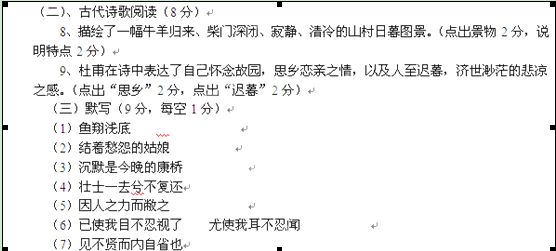 （二）、古代诗歌阅读（8 分）
8、描绘了一幅牛羊归来、柴门深闭、寂静、清冷的山村日暮图景。（点出景物 2 分，说
明特点 2 分）
9、杜甫在诗中表达了自己怀念故园，思乡恋亲之情，以及人至迟暮，济世渺茫的悲凉
之感。（点出“思乡”2 分，点出“迟暮”2 分）
（三）默写（9 分，每空 1 分）
（1）鱼翔浅底
（2）结着愁怨的姑娘
（3）沉默是今晚的康桥
（4）壮士一去兮不复还
（5）因人之力而敝之
（6）已使我目不忍视了 尤使我耳不忍闻
（7）见不贤而内自省也